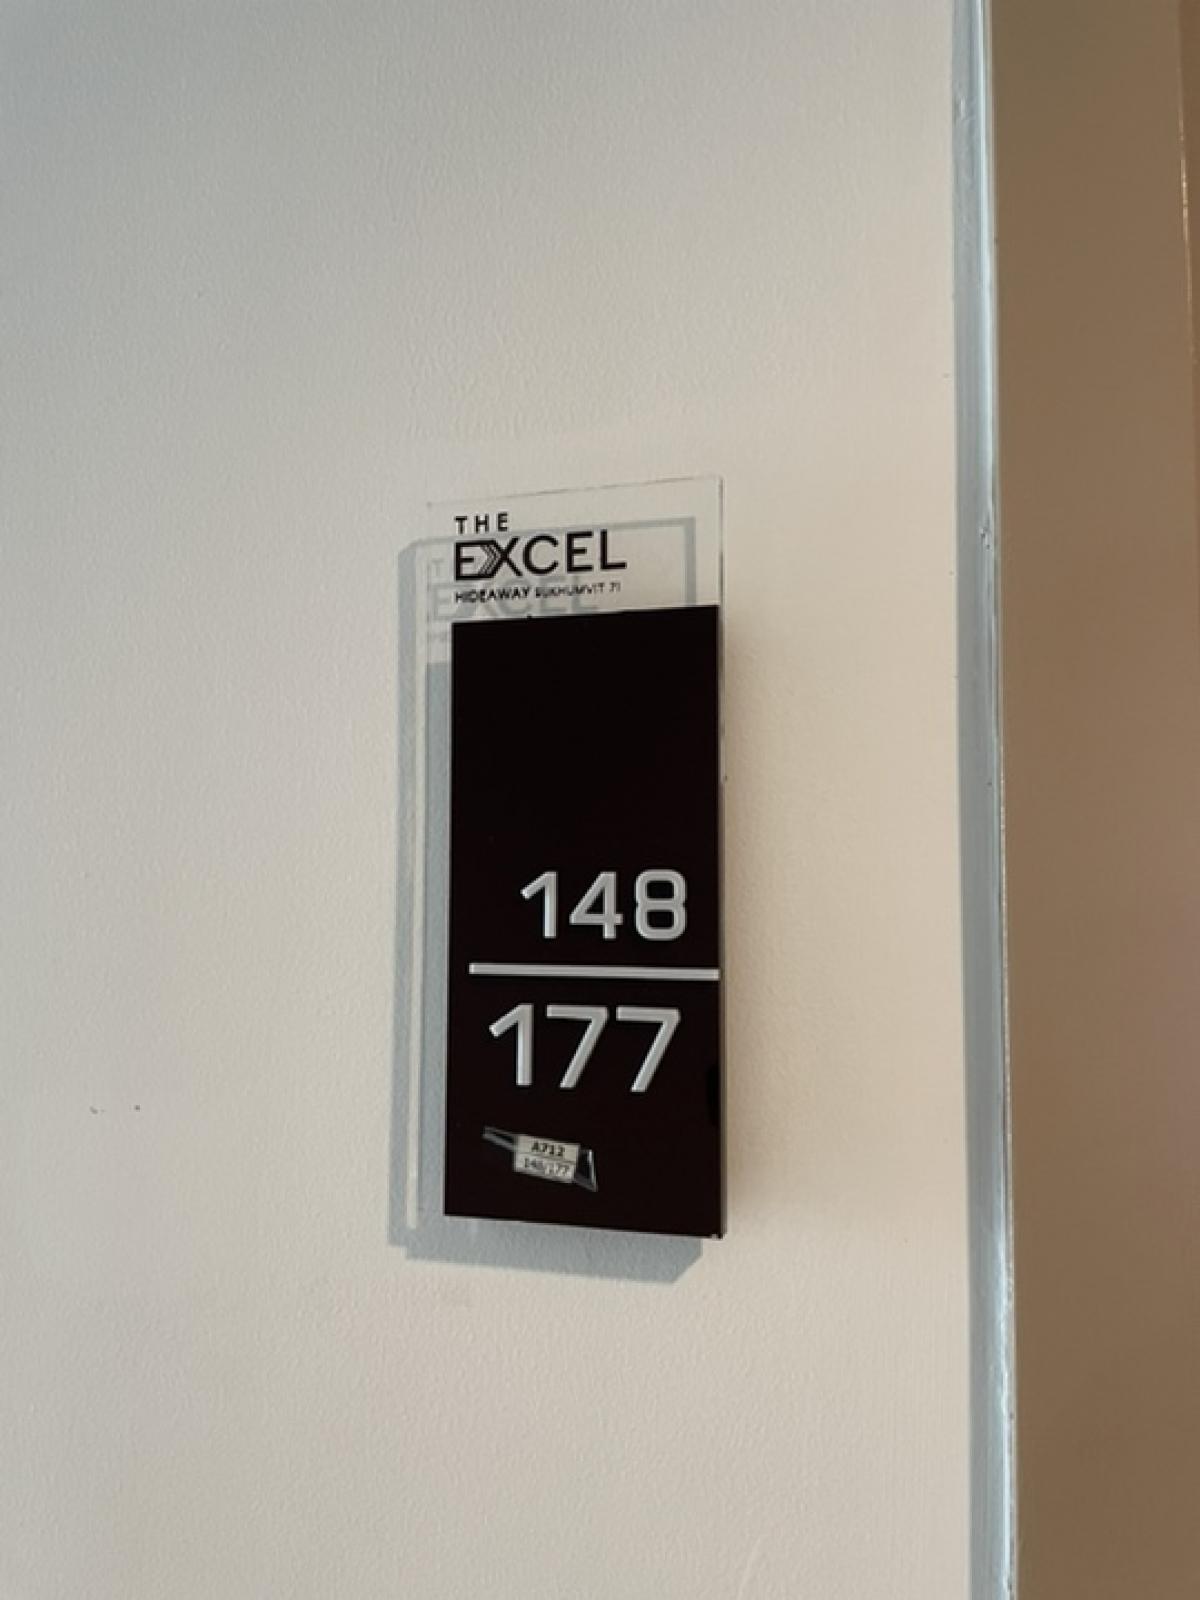 THE
EXCEL
HIDEAWAY SUKHUMVIT 71
148
177
A712
148/177